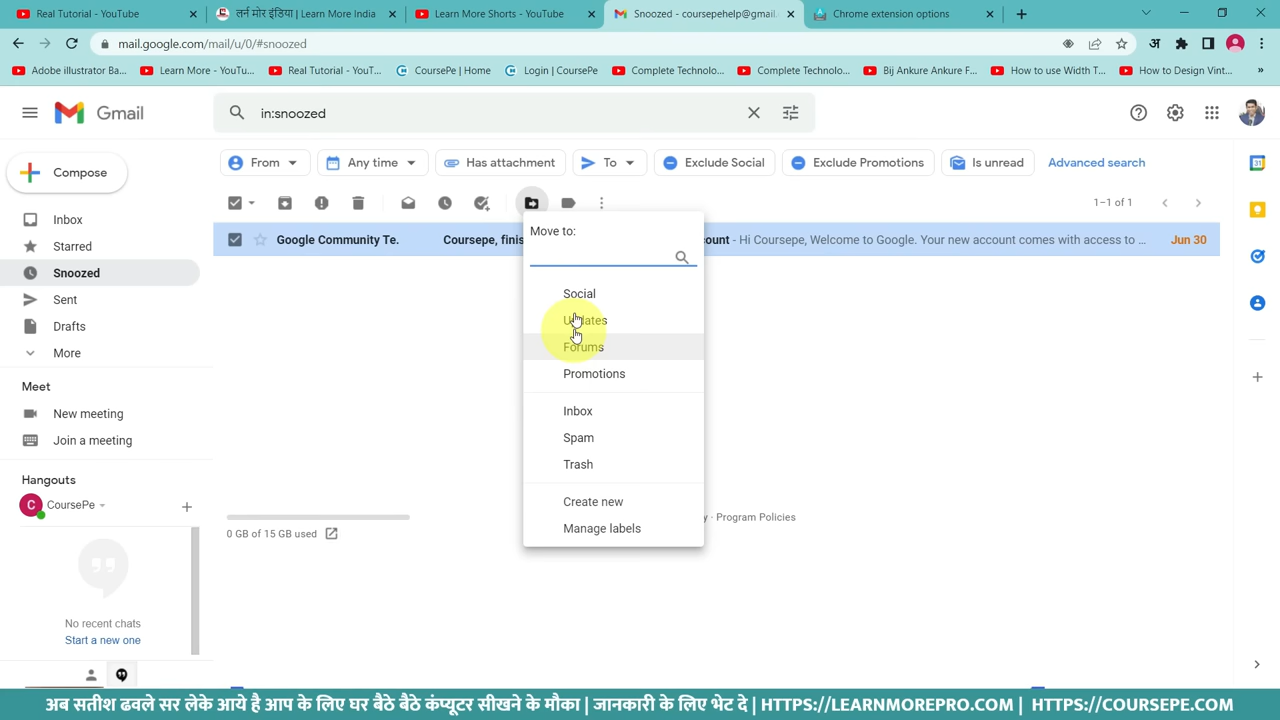 Real Tutorial - YouTube
लर्न मोर इंडिया | Learn More India
Learn More Shorts - YouTube
Snoozed - coursepehelp@gmail.
Chrome extension options
mail.google.com/mail/u/0/#snoozed
अ
Adobe illustrator Ba...
Learn More - YouTu...
Real Tutorial - YouT...
CoursePe | Home
Login | CoursePe
Complete Technolo...
Complete Technolo...
Bij Ankure Ankure F...
How to use Width T...
How to Design Vint...
»
Gmail
in:snoozed
Compose
From
Any time
Has attachment
To
Exclude Social
Exclude Promotions
Is unread
Advanced search
1–1 of 1
Inbox
Starred
Snoozed
Sent
Drafts
More
Google Community Te.
Coursepe, finis
count - Hi Coursepe, Welcome to Google. Your new account comes with access to ...
Jun 30
Move to:
Social
Updates
Forums
Promotions
Inbox
Spam
Trash
Create new
Manage labels
Meet
New meeting
Join a meeting
Hangouts
C
CoursePe
No recent chats
Start a new one
0 GB of 15 GB used
y · Program Policies
31
अब सतीश ढवले सर लेके आये है आप के लिए घर बैठे बैठे कंप्यूटर सीखने के मौका | जानकारी के लिए भेट दे | HTTPS://LEARNMOREPRO.COM | HTTPS://COURSEPE.COM